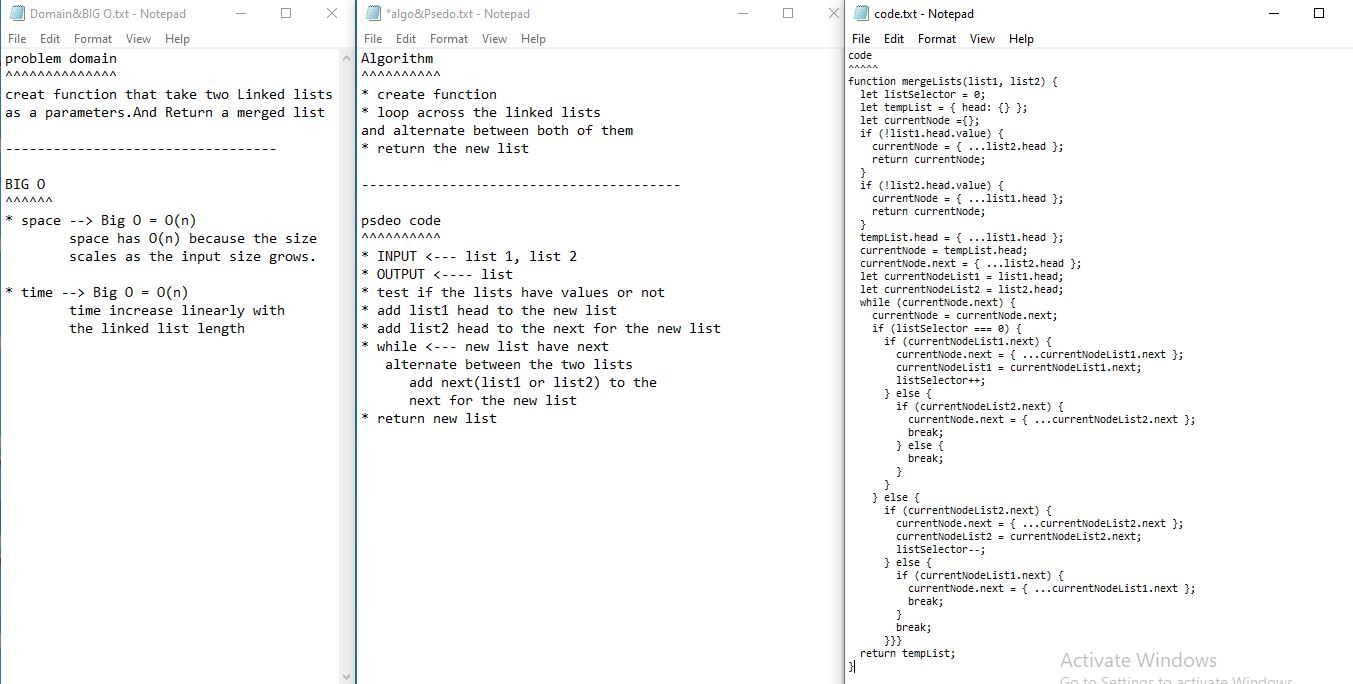 Domain&BIG O.txt - Notepad
File Edit Format View Help
problem domain
^^^^^^^^^^^^^^
creat function that take two Linked lists
as a parameters.And Return a merged list
----------------------------------
BIG O
^^^^^^
* space --> Big O = O(n)
        space has O(n) because the size
        scales as the input size grows.
* time --> Big O = O(n)
        time increase linearly with
        the linked list length
*algo&Psedo.txt - Notepad
File Edit Format View Help
Algorithm
^^^^^^^^^^
* create function
* loop across the linked lists
and alternate between both of them
* return the new list
----------------------------------------
psdeo code
^^^^^^^^^^
* INPUT <--- list 1, list 2
* OUTPUT <---- list
* test if the lists have values or not
* add list1 head to the new list
* add list2 head to the next for the new list
* while <--- new list have next
   alternate between the two lists
      add next(list1 or list2) to the
      next for the new list
* return new list
code.txt - Notepad
File Edit Format View Help
code
^^^^^
function mergeLists(list1, list2) {
  let listSelector = 0;
  let tempList = { head: {} };
  let currentNode ={};
  if (!list1.head.value) {
    currentNode = { ...list2.head };
    return currentNode;
  }
  if (!list2.head.value) {
    currentNode = { ...list1.head };
    return currentNode;
  }
  tempList.head = { ...list1.head };
  currentNode = tempList.head;
  currentNode.next = { ...list2.head };
  let currentNodeList1 = list1.head;
  let currentNodeList2 = list2.head;
  while (currentNode.next) {
    currentNode = currentNode.next;
    if (listSelector === 0) {
      if (currentNodeList1.next) {
        currentNode.next = { ...currentNodeList1.next };
        currentNodeList1 = currentNodeList1.next;
        listSelector++;
      } else {
        if (currentNodeList2.next) {
          currentNode.next = { ...currentNodeList2.next };
          break;
        } else {
          break;
        }
      }
    } else {
      if (currentNodeList2.next) {
        currentNode.next = { ...currentNodeList2.next };
        currentNodeList2 = currentNodeList2.next;
        listSelector--;
      } else {
        if (currentNodeList1.next) {
          currentNode.next = { ...currentNodeList1.next };
          break;
        }
        break;
      }}}
  return tempList;
}
Activate Windows
Go to Settings to activate Windows.